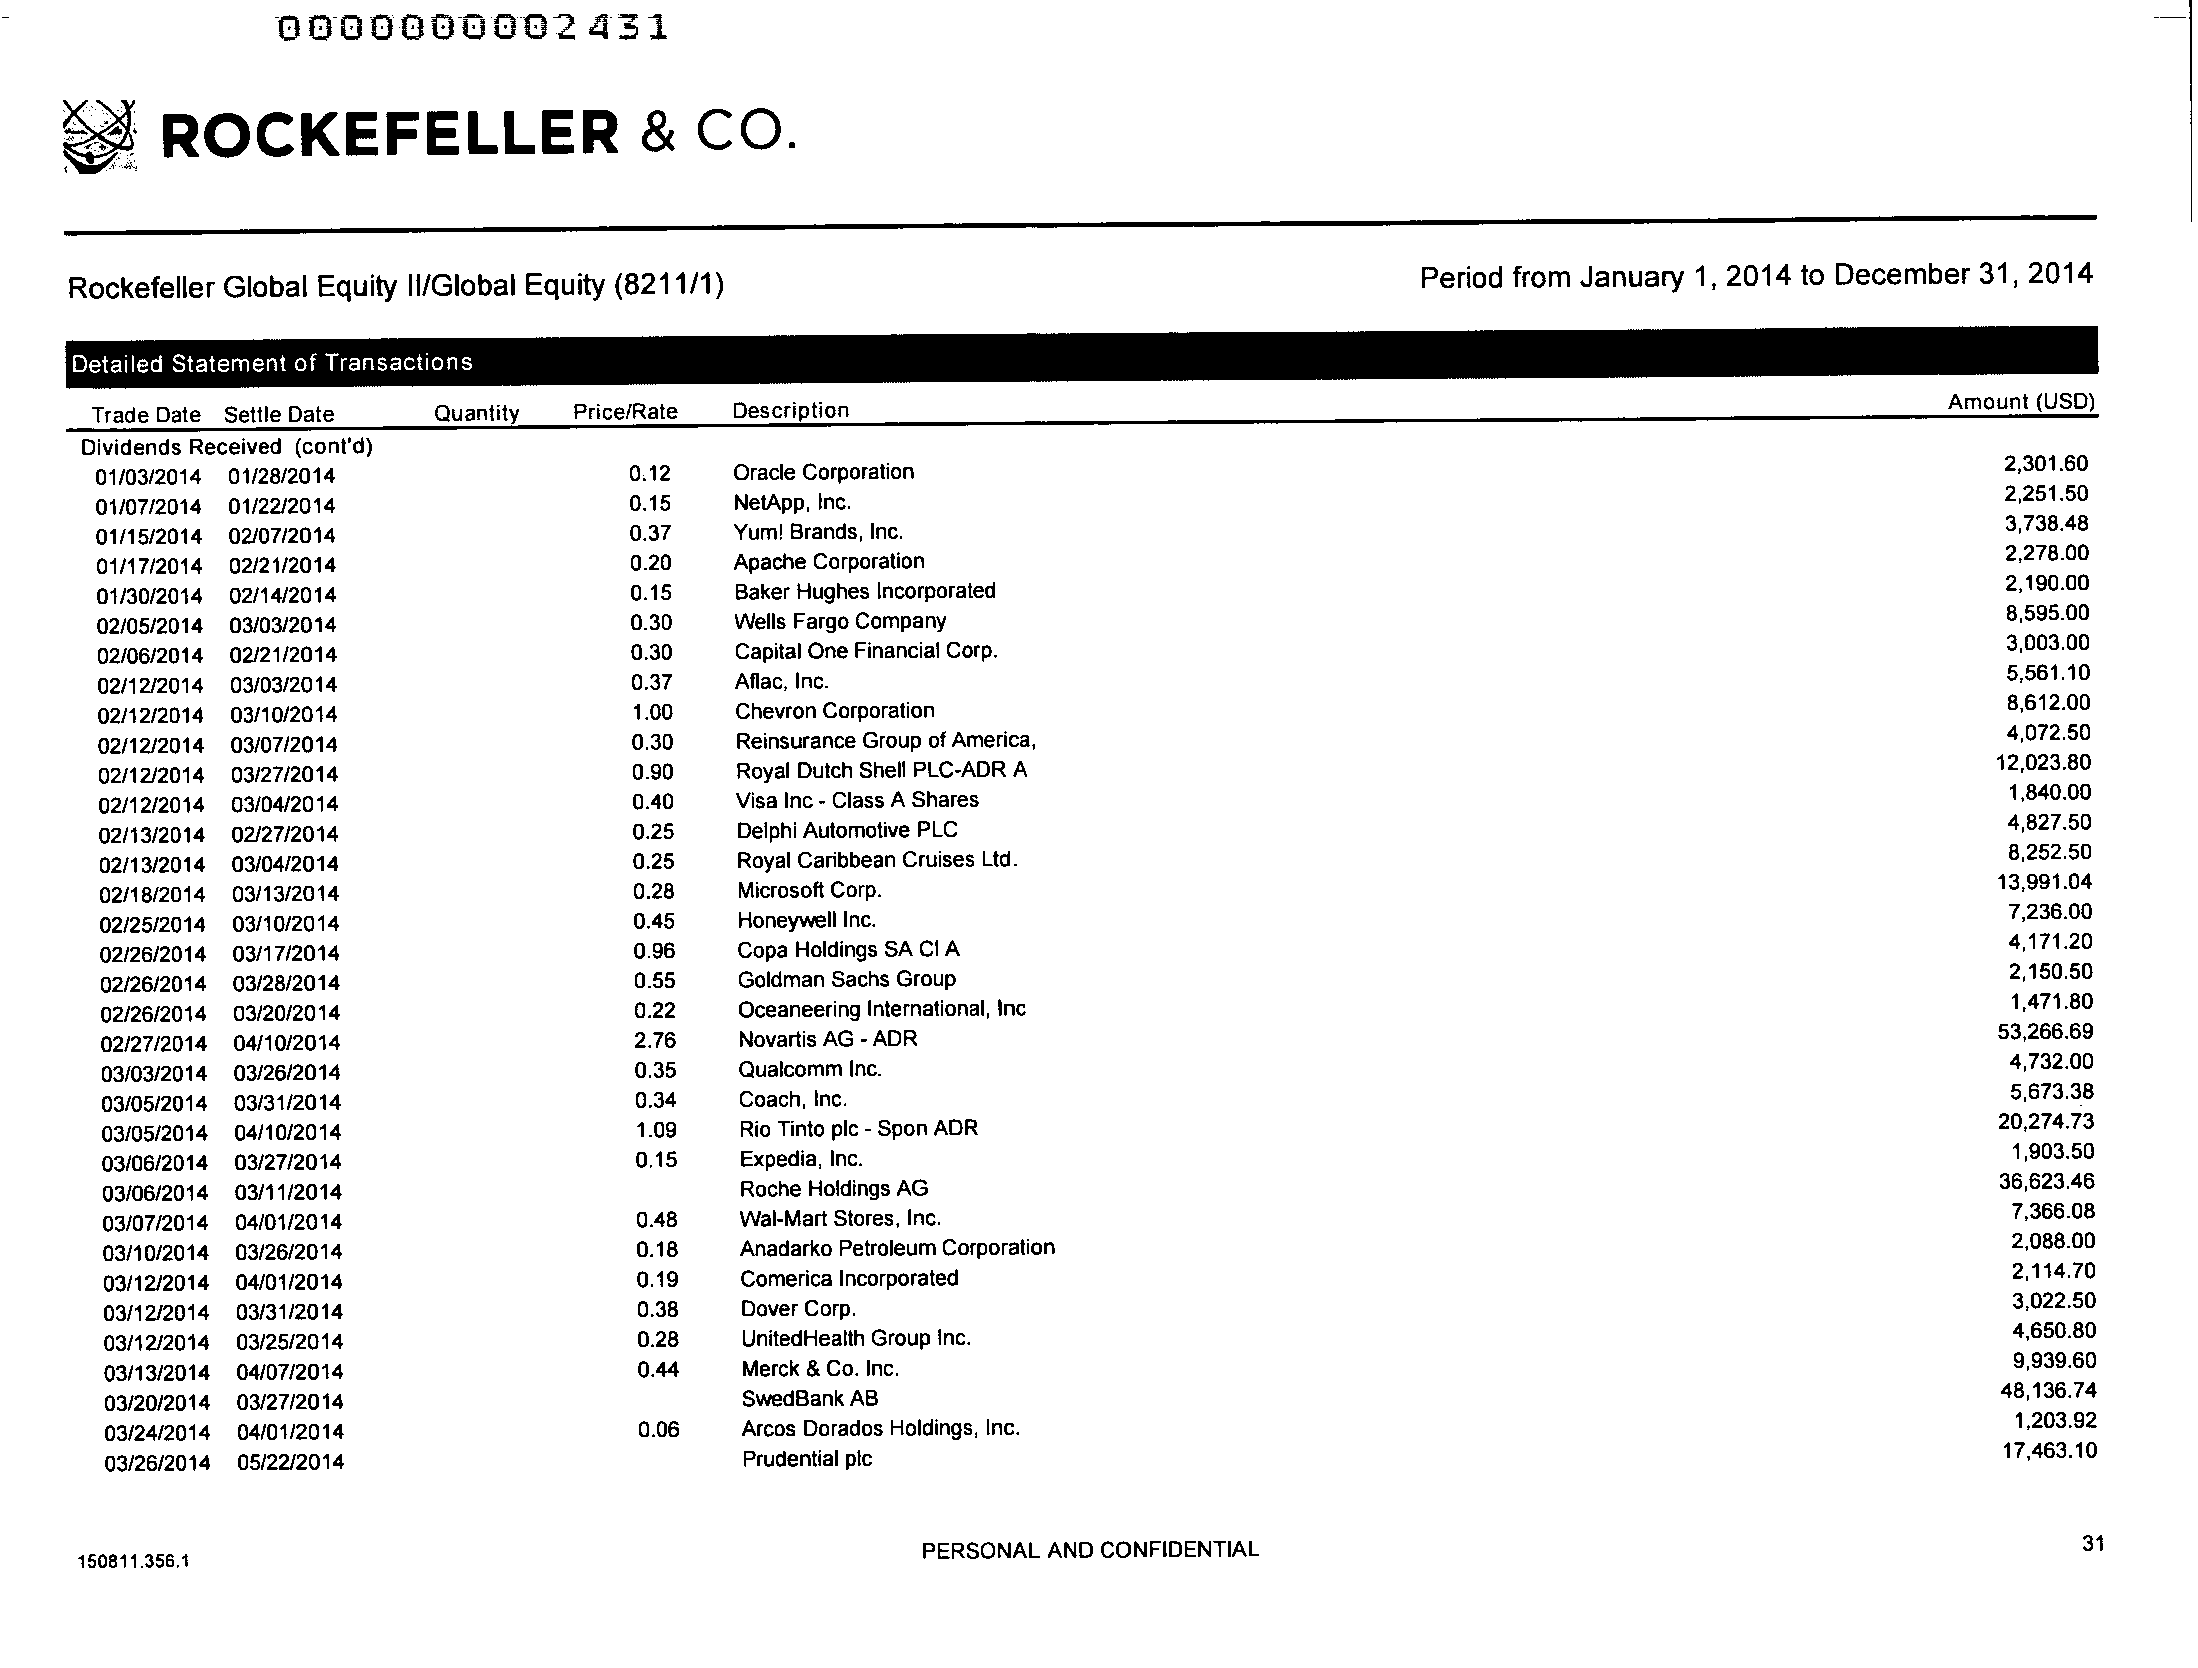 0000000002431
ROCKEFELLER & CO.
Rockefeller Global Equity II/Global Equity (8211/1) Period from January 1, 2014 to December 31, 2014
Detailed Statement of Transactions
Trade Date Settle Date Quantity Price/Rate Description Amount (USD)
Dividends Received (cont'd)
01/03/2014 01/28/2014 0.12 Oracle Corporation 2,301.60
01/07/2014 01/22/2014 0.15 NetApp, Inc. 2,251.50
01/15/2014 02/07/2014 0.37 Yum! Brands, Inc. 3,738.48
01/17/2014 02/21/2014 0.20 Apache Corporation 2,278.00
01/30/2014 02/14/2014 0.15 Baker Hughes Incorporated 2,190.00
02/05/2014 03/03/2014 0.30 Wells Fargo Company 8,595.00
02/06/2014 02/21/2014 0.30 Capital One Financial Corp. 3,003.00
02/12/2014 03/03/2014 0.37 Aflac, Inc. 5,561.10
02/12/2014 03/10/2014 1.00 Chevron Corporation 8,612.00
02/12/2014 03/07/2014 0.30 Reinsurance Group of America, 4,072.50
02/12/2014 03/27/2014 0.90 Royal Dutch Shell PLC-ADR A 12,023.80
02/12/2014 03/04/2014 0.40 Visa Inc - Class A Shares 1,840.00
02/13/2014 02/27/2014 0.25 Delphi Automotive PLC 4,827.50
02/13/2014 03/04/2014 0.25 Royal Caribbean Cruises Ltd. 8,252.50
02/18/2014 03/13/2014 0.28 Microsoft Corp. 13,991.04
02/25/2014 03/10/2014 0.45 Honeywell Inc. 7,236.00
02/26/2014 03/17/2014 0.96 Copa Holdings SA Cl A 4,171.20
02/26/2014 03/28/2014 0.55 Goldman Sachs Group 2,150.50
02/26/2014 03/20/2014 0.22 Oceaneering International, Inc 1,471.80
02/27/2014 04/10/2014 2.76 Novartis AG - ADR 53,266.69
03/03/2014 03/26/2014 0.35 Qualcomm Inc. 4,732.00
03/05/2014 03/31/2014 0.34 Coach, Inc. 5,673.38
03/05/2014 04/10/2014 1.09 Rio Tinto plc - Spon ADR 20,274.73
03/06/2014 03/27/2014 0.15 Expedia, Inc. 1,903.50
03/06/2014 03/11/2014 Roche Holdings AG 36,623.46
03/07/2014 04/01/2014 0.48 Wal-Mart Stores, Inc. 7,366.08
03/10/2014 03/26/2014 0.18 Anadarko Petroleum Corporation 2,088.00
03/12/2014 04/01/2014 0.19 Comerica Incorporated 2,114.70
03/12/2014 03/31/2014 0.38 Dover Corp. 3,022.50
03/12/2014 03/25/2014 0.28 UnitedHealth Group Inc. 4,650.80
03/13/2014 04/07/2014 0.44 Merck & Co. Inc. 9,939.60
03/20/2014 03/27/2014 SwedBank AB 48,136.74
03/24/2014 04/01/2014 0.06 Arcos Dorados Holdings, Inc. 1,203.92
03/26/2014 05/22/2014 Prudential plc 17,463.10
150811.356.1 PERSONAL AND CONFIDENTIAL 31